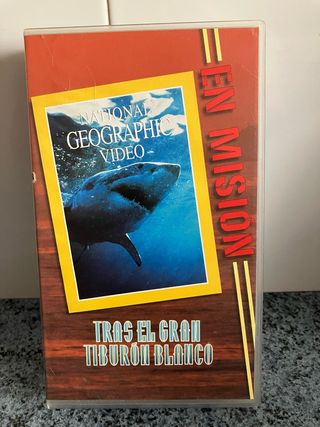 NATIONAL
GEOGRAPHIC
VIDEO
EN MISIÓN
TRAS EL GRAN
TIBURÓN BLANCO